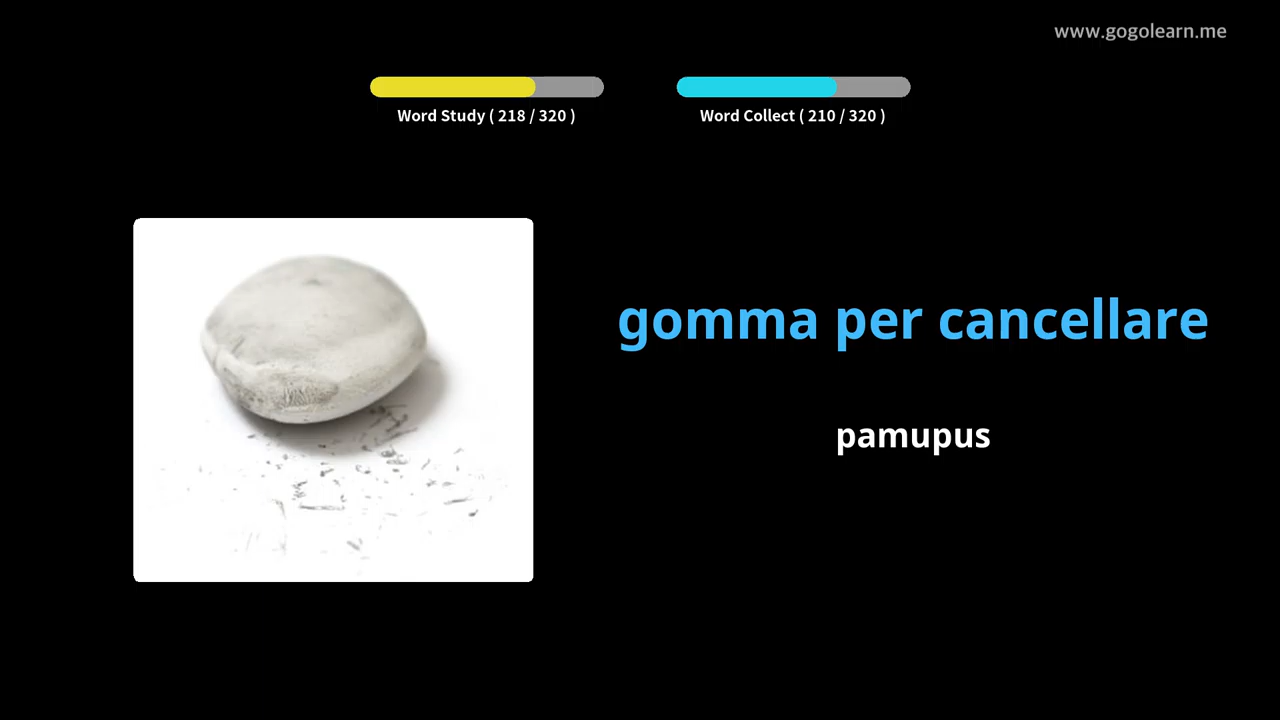 www.gogolearn.me
Word Study ( 218 / 320 )
Word Collect ( 210 / 320 )
gomma per cancellare
pamupus